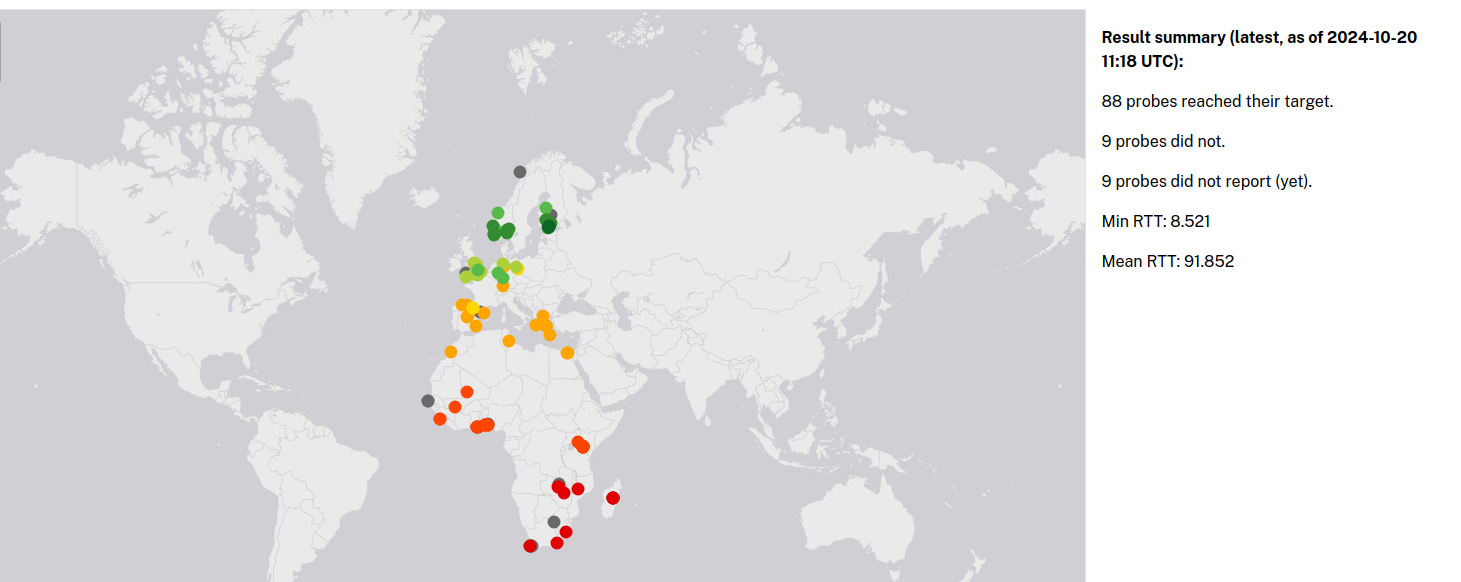 Result summary (latest, as of 2024-10-20
11:18 UTC):
88 probes reached their target.
9 probes did not.
9 probes did not report (yet).
Min RTT: 8.521
Mean RTT: 91.852